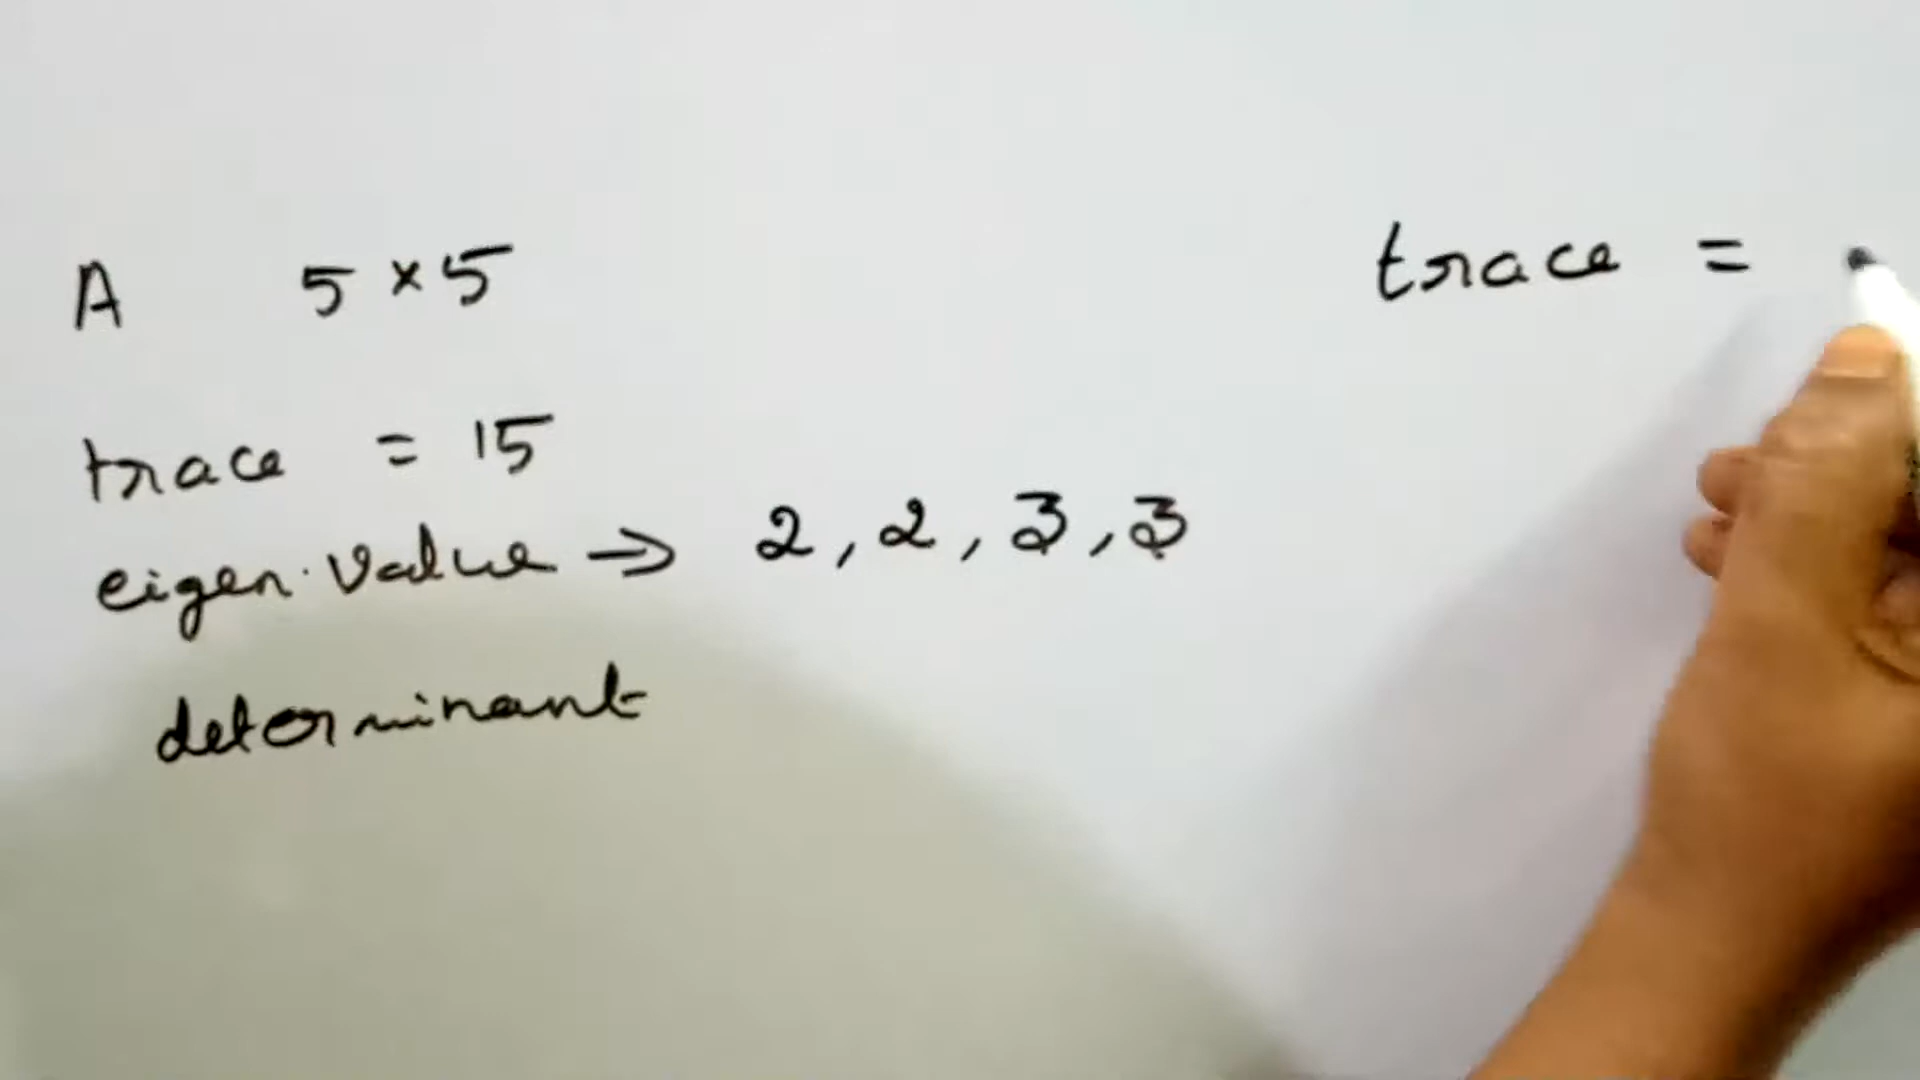 A 5 × 5
trace =
trace = 15
eigen value → 2, 2, 3, 3
determinant